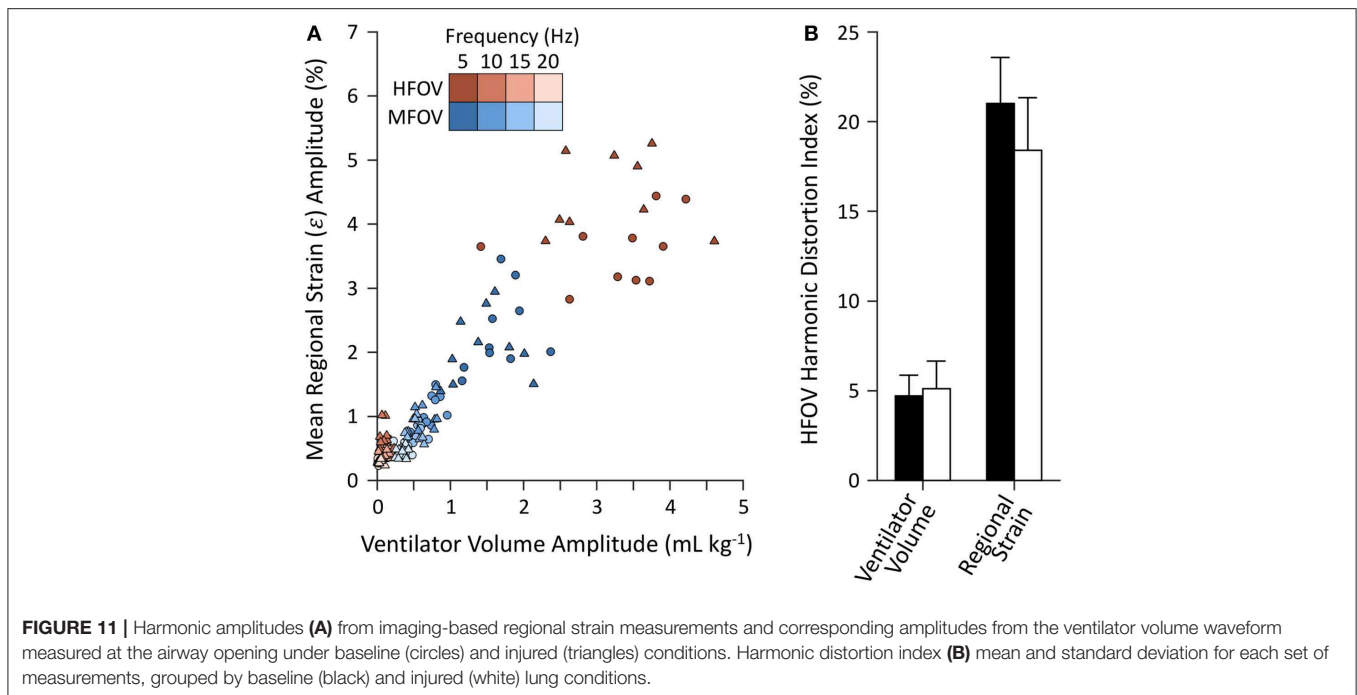 A
7
6
5
4
3
2
1
0
Mean Regional Strain (ε) Amplitude (%)
Frequency (Hz)
5 10 15 20
HFOV
MFOV
0 1 2 3 4 5
Ventilator Volume Amplitude (mL kg⁻¹)
B
25
20
15
10
5
0
HFOV Harmonic Distortion Index (%)
Ventilator
Volume
Regional
Strain
FIGURE 11 | Harmonic amplitudes (A) from imaging-based regional strain measurements and corresponding amplitudes from the ventilator volume waveform
measured at the airway opening under baseline (circles) and injured (triangles) conditions. Harmonic distortion index (B) mean and standard deviation for each set of
measurements, grouped by baseline (black) and injured (white) lung conditions.